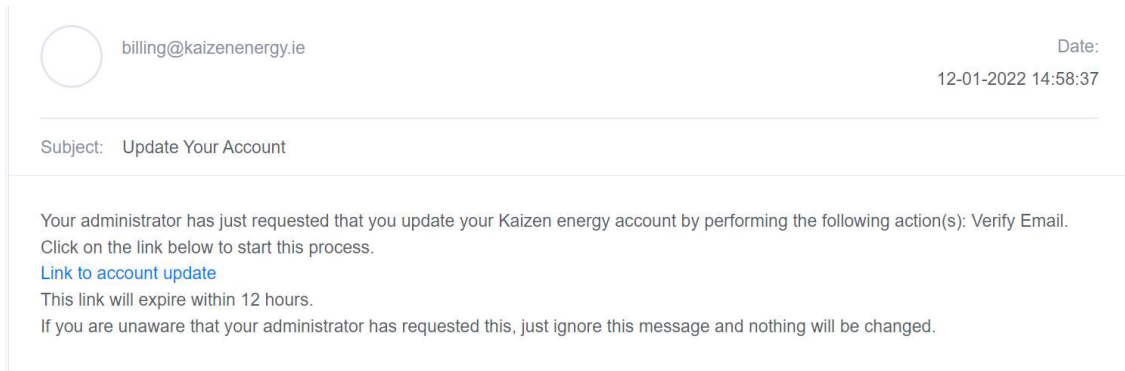 billing@kaizenenergy.ie
Date:
12-01-2022 14:58:37
Subject: Update Your Account
Your administrator has just requested that you update your Kaizen energy account by performing the following action(s): Verify Email.
Click on the link below to start this process.
Link to account update
This link will expire within 12 hours.
If you are unaware that your administrator has requested this, just ignore this message and nothing will be changed.